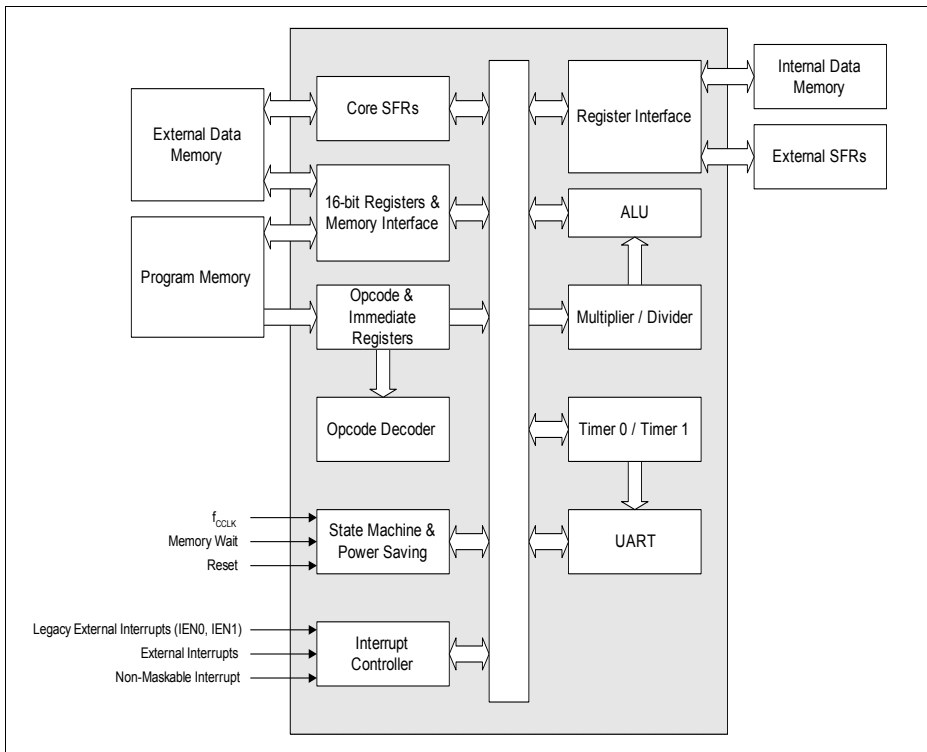 Internal Data
Memory
Core SFRs
Register Interface
External Data
Memory
External SFRs
16-bit Registers &
Memory Interface
ALU
Program Memory
Opcode &
Immediate
Registers
Multiplier / Divider
Opcode Decoder
Timer 0 / Timer 1
fCCLK
Memory Wait
Reset
State Machine &
Power Saving
UART
Legacy External Interrupts (IEN0, IEN1)
External Interrupts
Non-Maskable Interrupt
Interrupt
Controller